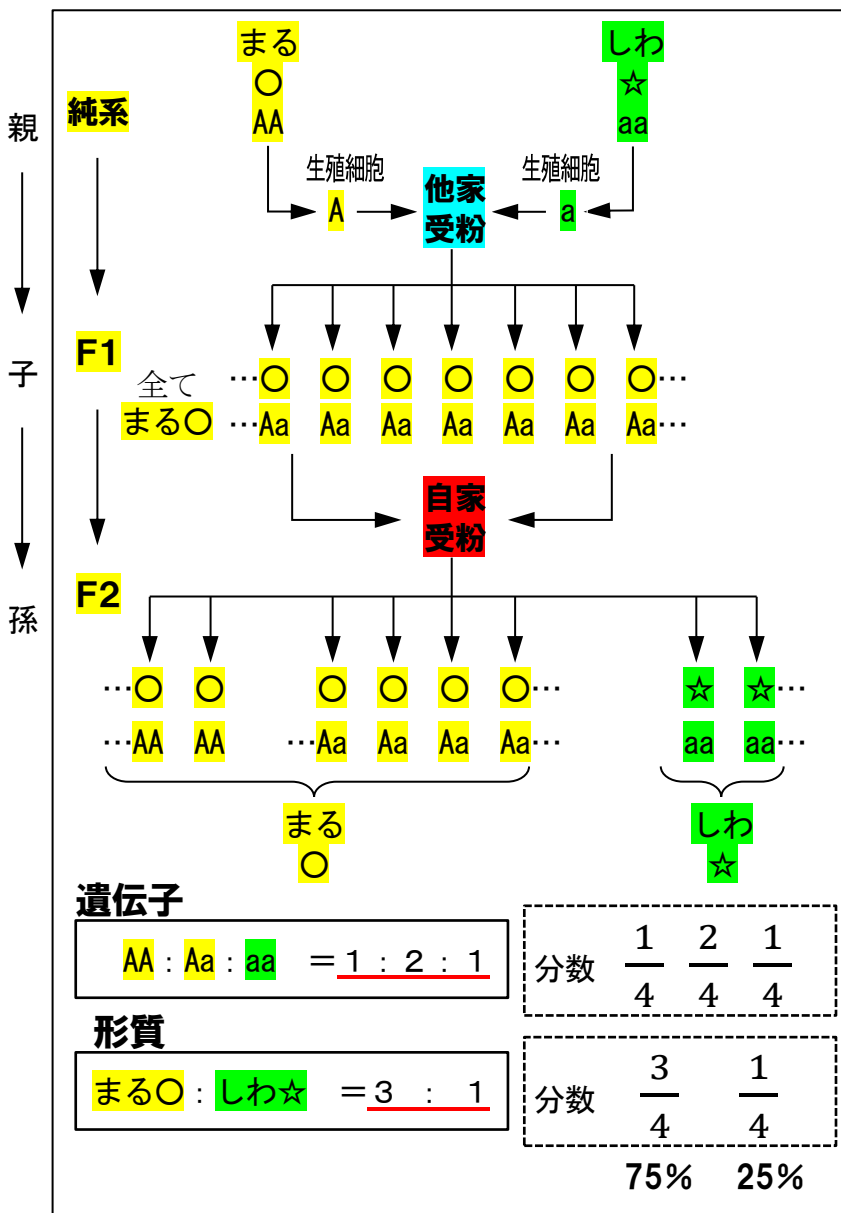 まる
しわ
○
☆
純系
AA
aa
親
生殖細胞
生殖細胞
A
他家
受粉
a
F1
子
全て
…○ ○ ○ ○ ○ ○ ○…
まる○
…Aa Aa Aa Aa Aa Aa Aa…
自家
受粉
F2
孫
…○ ○ ○ ○ ○ ○… ☆ ☆…
…AA AA …Aa Aa Aa Aa… aa aa…
まる
○
しわ
☆
遺伝子
AA:Aa:aa =1:2:1
分数 1/4 2/4 1/4
形質
まる○:しわ☆ =3:1
分数 3/4 1/4
75% 25%